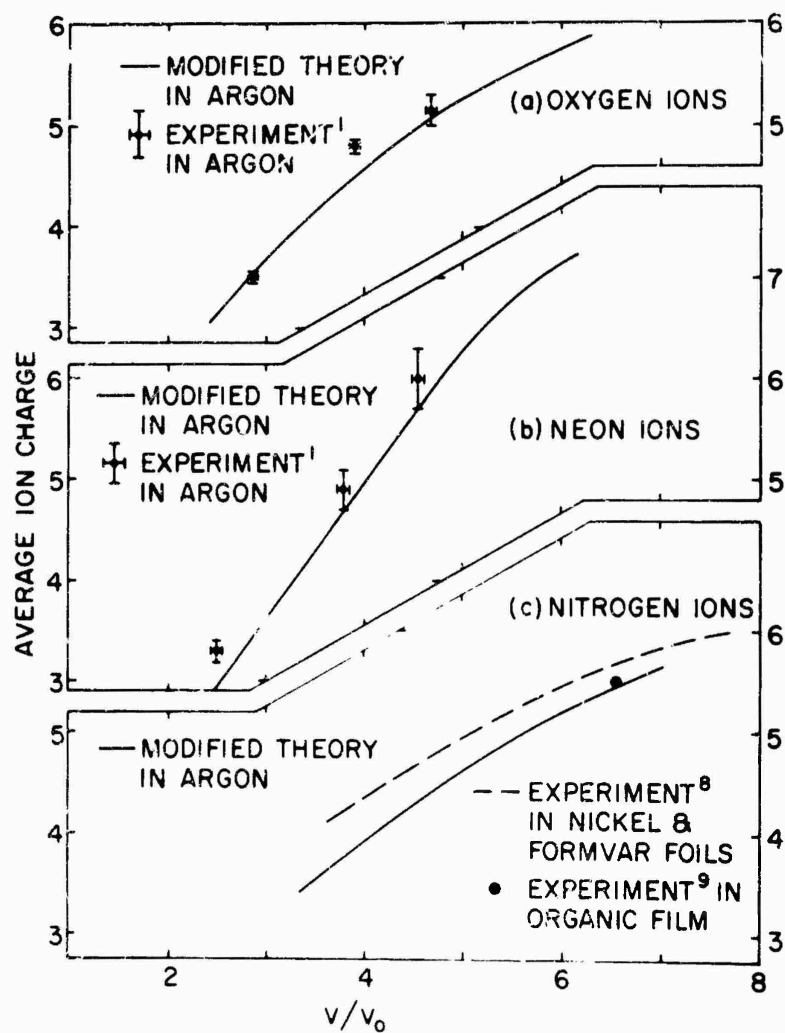 6
6
MODIFIED THEORY
IN ARGON
(a) OXYGEN IONS
5
5
EXPERIMENT¹
IN ARGON
4
3
7
AVERAGE ION CHARGE
6
6
MODIFIED THEORY
IN ARGON
(b) NEON IONS
EXPERIMENT¹
IN ARGON
5
5
4
(c) NITROGEN IONS
3
6
5
5
MODIFIED THEORY
IN ARGON
EXPERIMENT⁸
IN NICKEL &
FORMVAR FOILS
4
4
EXPERIMENT⁹ IN
ORGANIC FILM
3
3
2
4
6
8
V/V₀